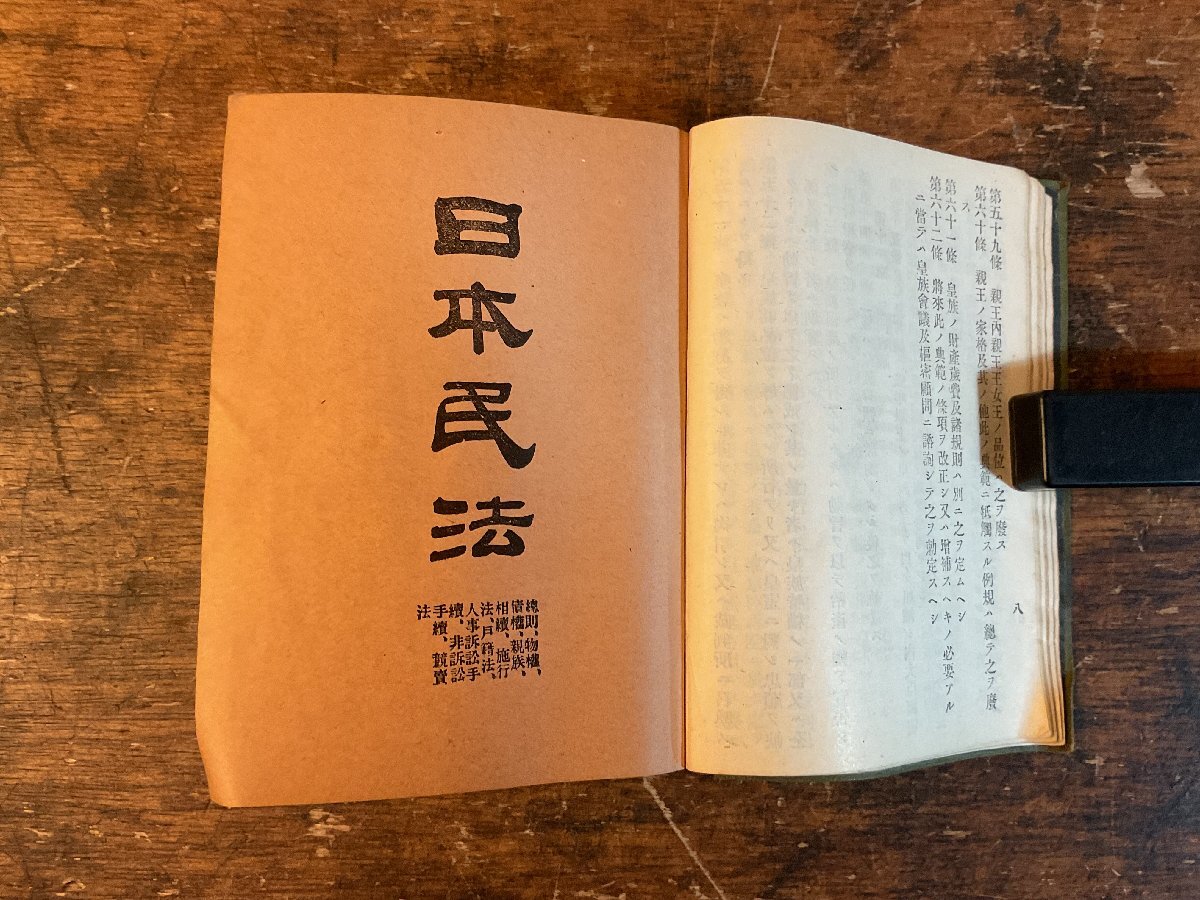 第五十九條 親王內親王王女王ノ品位ハ之ヲ廢ス
第六十條 親王ノ家格及其ノ他此ノ典範ニ牴觸スル例規ハ總テ之ヲ廢
ス
第六十一條 皇族ノ財產歲費及諸規則ハ別ニ之ヲ定ムヘシ
第六十二條 將來此ノ典範ノ條項ヲ改正シ又ハ增補スヘキノ必要アル
ニ當テハ皇族會議及樞密顧問ニ諮詢シテ之ヲ勅定スヘシ
八
日本民法
總則、物權、
債權、親族、
相續、施行
法、戶籍法、
人事訴訟手
續、非訟訴
手續、競賣
法